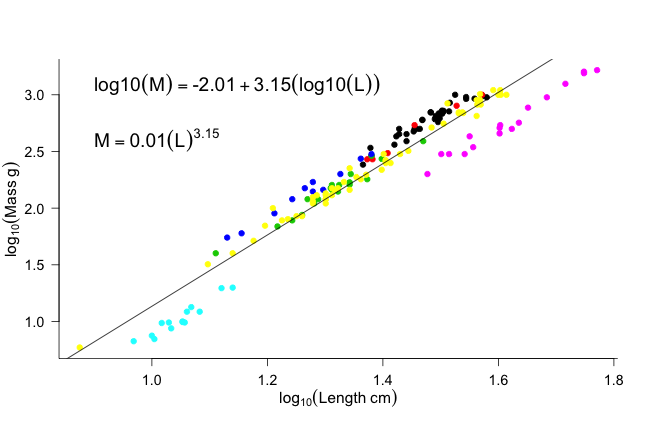 log10(M) = -2.01 + 3.15(log10(L))
M = 0.01(L)^3.15
3.0
2.5
2.0
1.5
1.0
log₁₀(Mass g)
1.0 1.2 1.4 1.6 1.8
log₁₀(Length cm)